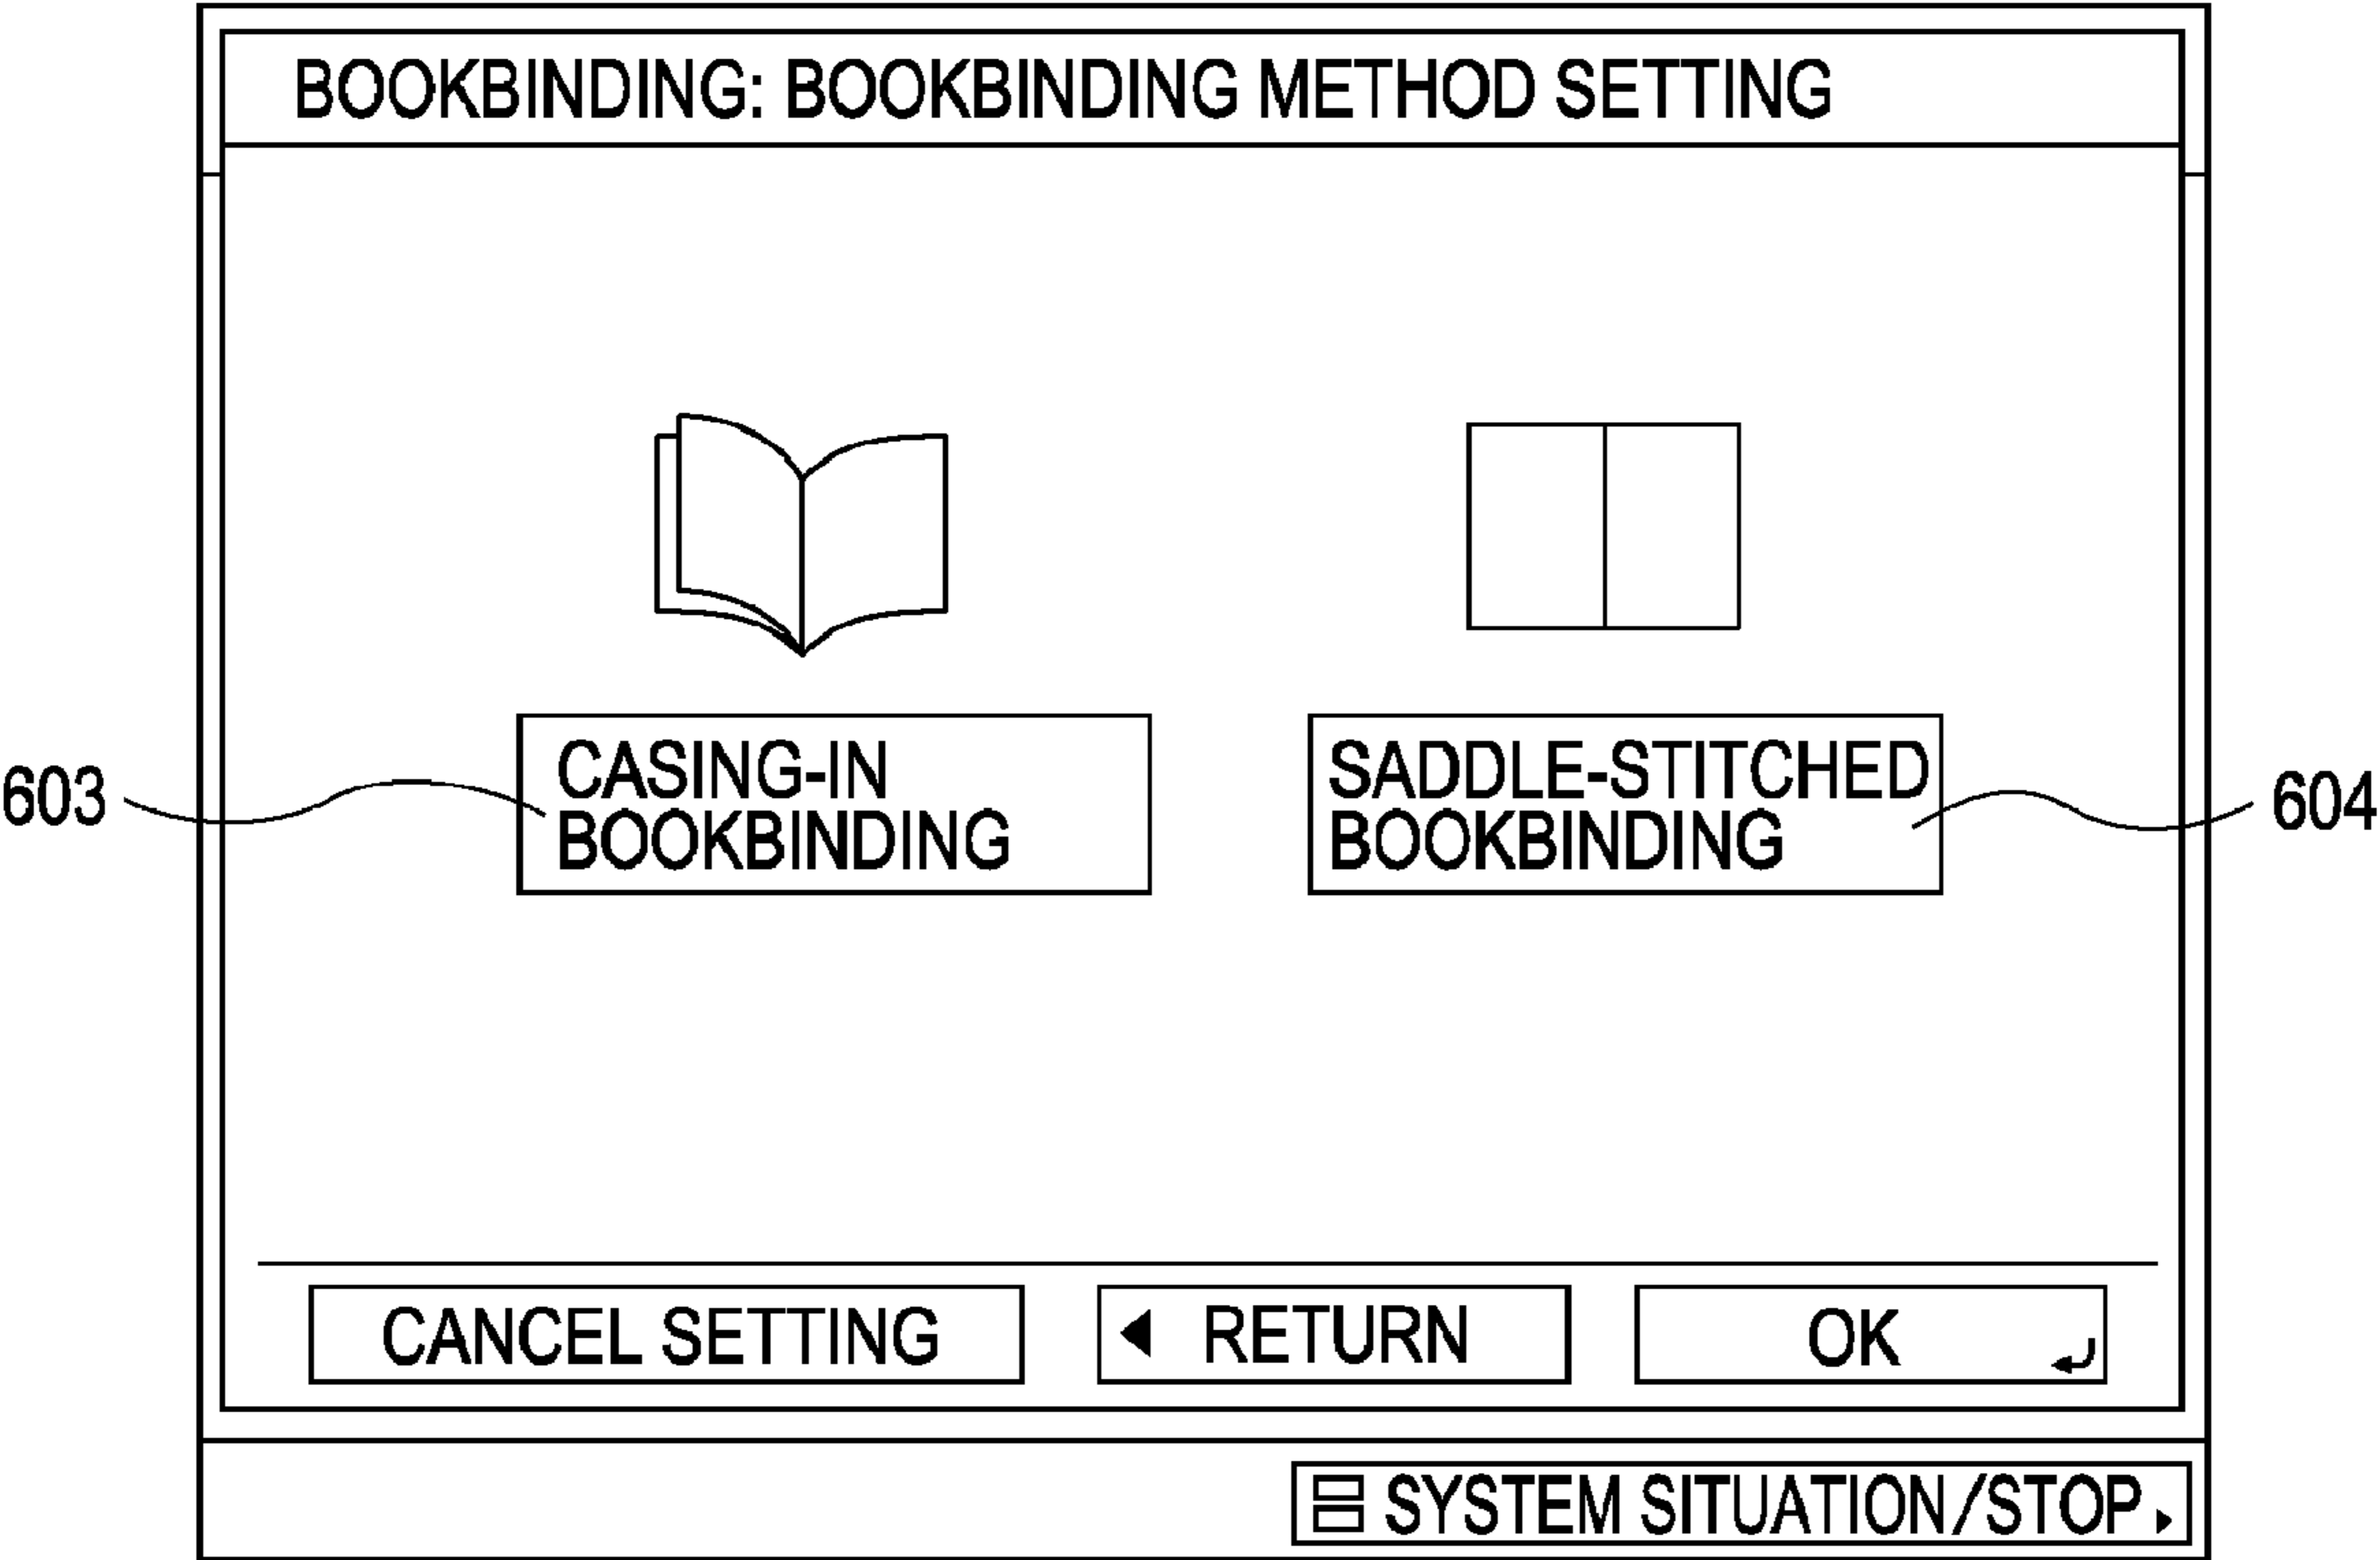 BOOKBINDING: BOOKBINDING METHOD SETTING
603
CASING-IN
BOOKBINDING
SADDLE-STITCHED
BOOKBINDING
604
CANCEL SETTING
RETURN
OK
SYSTEM SITUATION/STOP